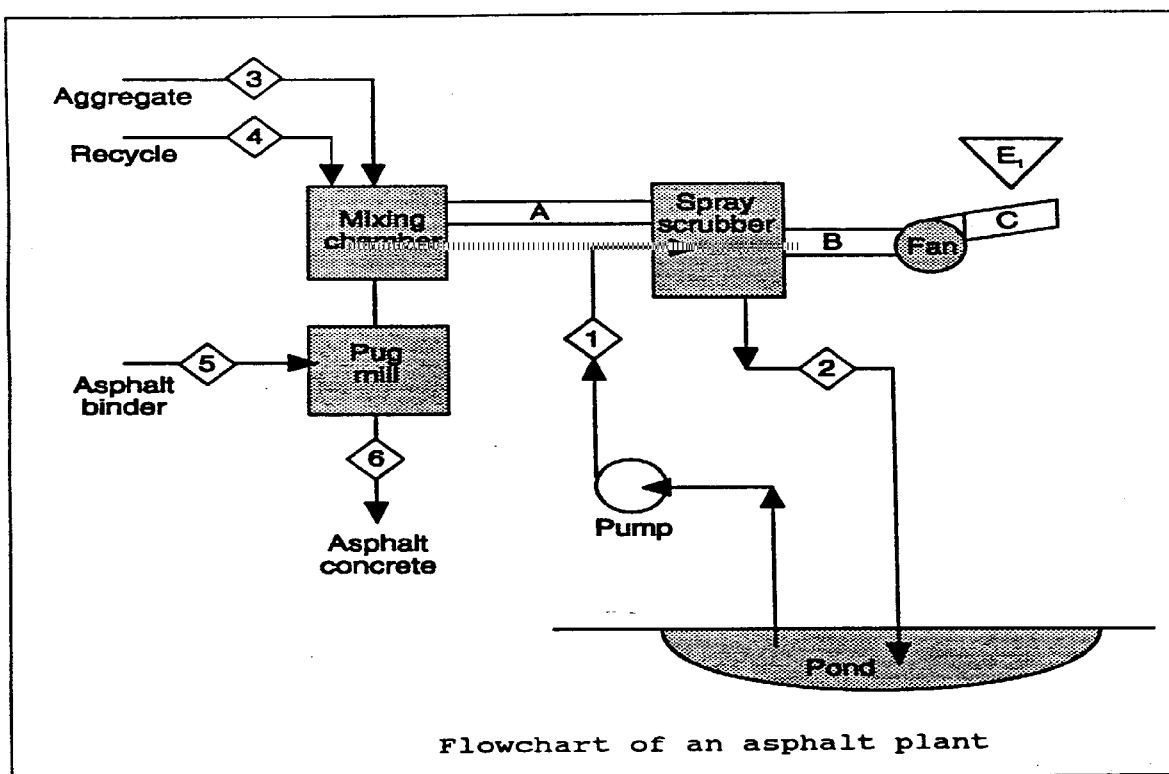 3
Aggregate
4
Recycle
Mixing
chamber
A
Spray
scrubber
B
Fan
C
E₁
1
2
5
Asphalt
binder
Pug
mill
6
Asphalt
concrete
Pump
Pond
Flowchart of an asphalt plant